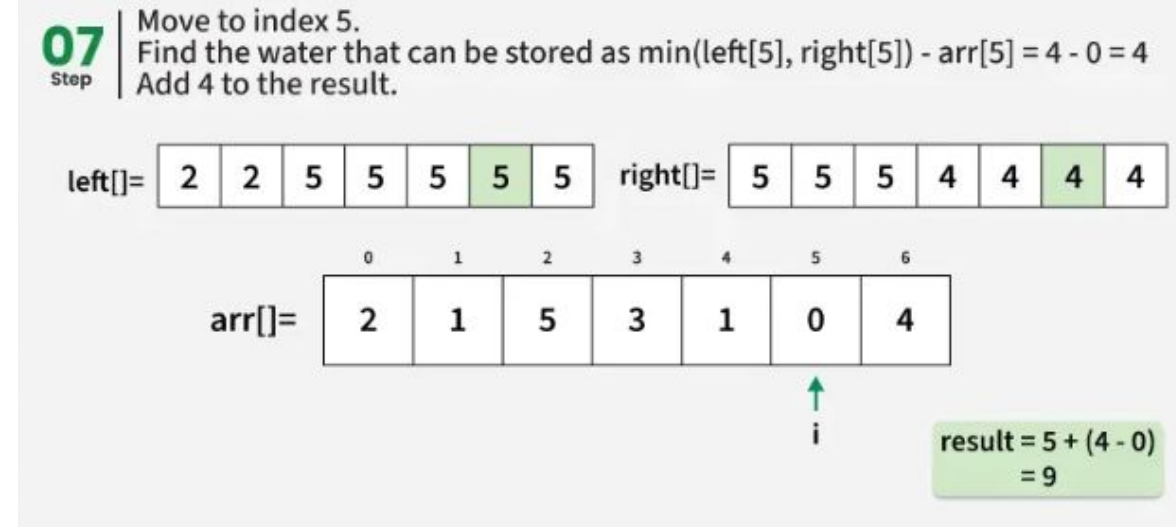 07
Step
Move to index 5.
Find the water that can be stored as min(left[5], right[5]) - arr[5] = 4 - 0 = 4
Add 4 to the result.
left[]= 2 2 5 5 5 5 5 right[]= 5 5 5 4 4 4 4
0 1 2 3 4 5 6
arr[]= 2 1 5 3 1 0 4
i
result = 5 + (4 - 0)
= 9